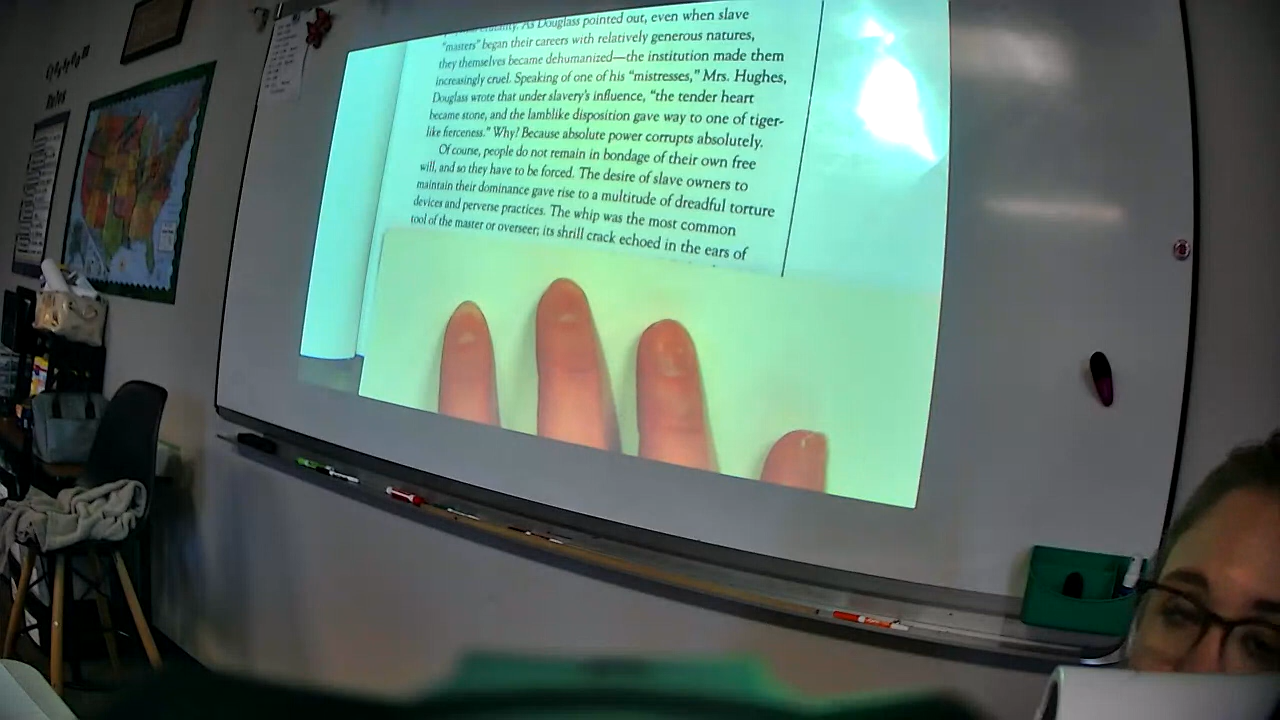 As Douglass pointed out, even when slave
"masters" began their careers with relatively generous natures,
they themselves became dehumanized—the institution made them
increasingly cruel. Speaking of one of his "mistresses," Mrs. Hughes,
Douglass wrote that under slavery's influence, "the tender heart
became stone, and the lamblike disposition gave way to one of tiger-
like fierceness." Why? Because absolute power corrupts absolutely.
Of course, people do not remain in bondage of their own free
will, and so they have to be forced. The desire of slave owners to
maintain their dominance gave rise to a multitude of dreadful torture
devices and perverse practices. The whip was the most common
tool of the master or overseer; its shrill crack echoed in the ears of